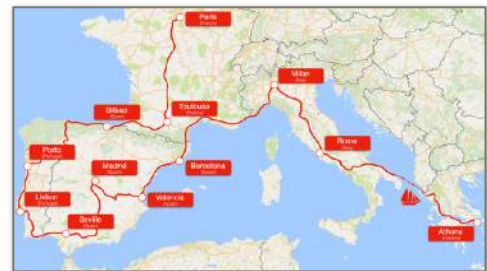 Paris
(France)
Milan
(Italy)
Bilbao
(Spain)
Toulouse
(France)
Porto
(Portugal)
Madrid
(Spain)
Barcelona
(Spain)
Rome
(Italy)
Lisbon
(Portugal)
Seville
(Spain)
Valencia
(Spain)
Athens
(Greece)